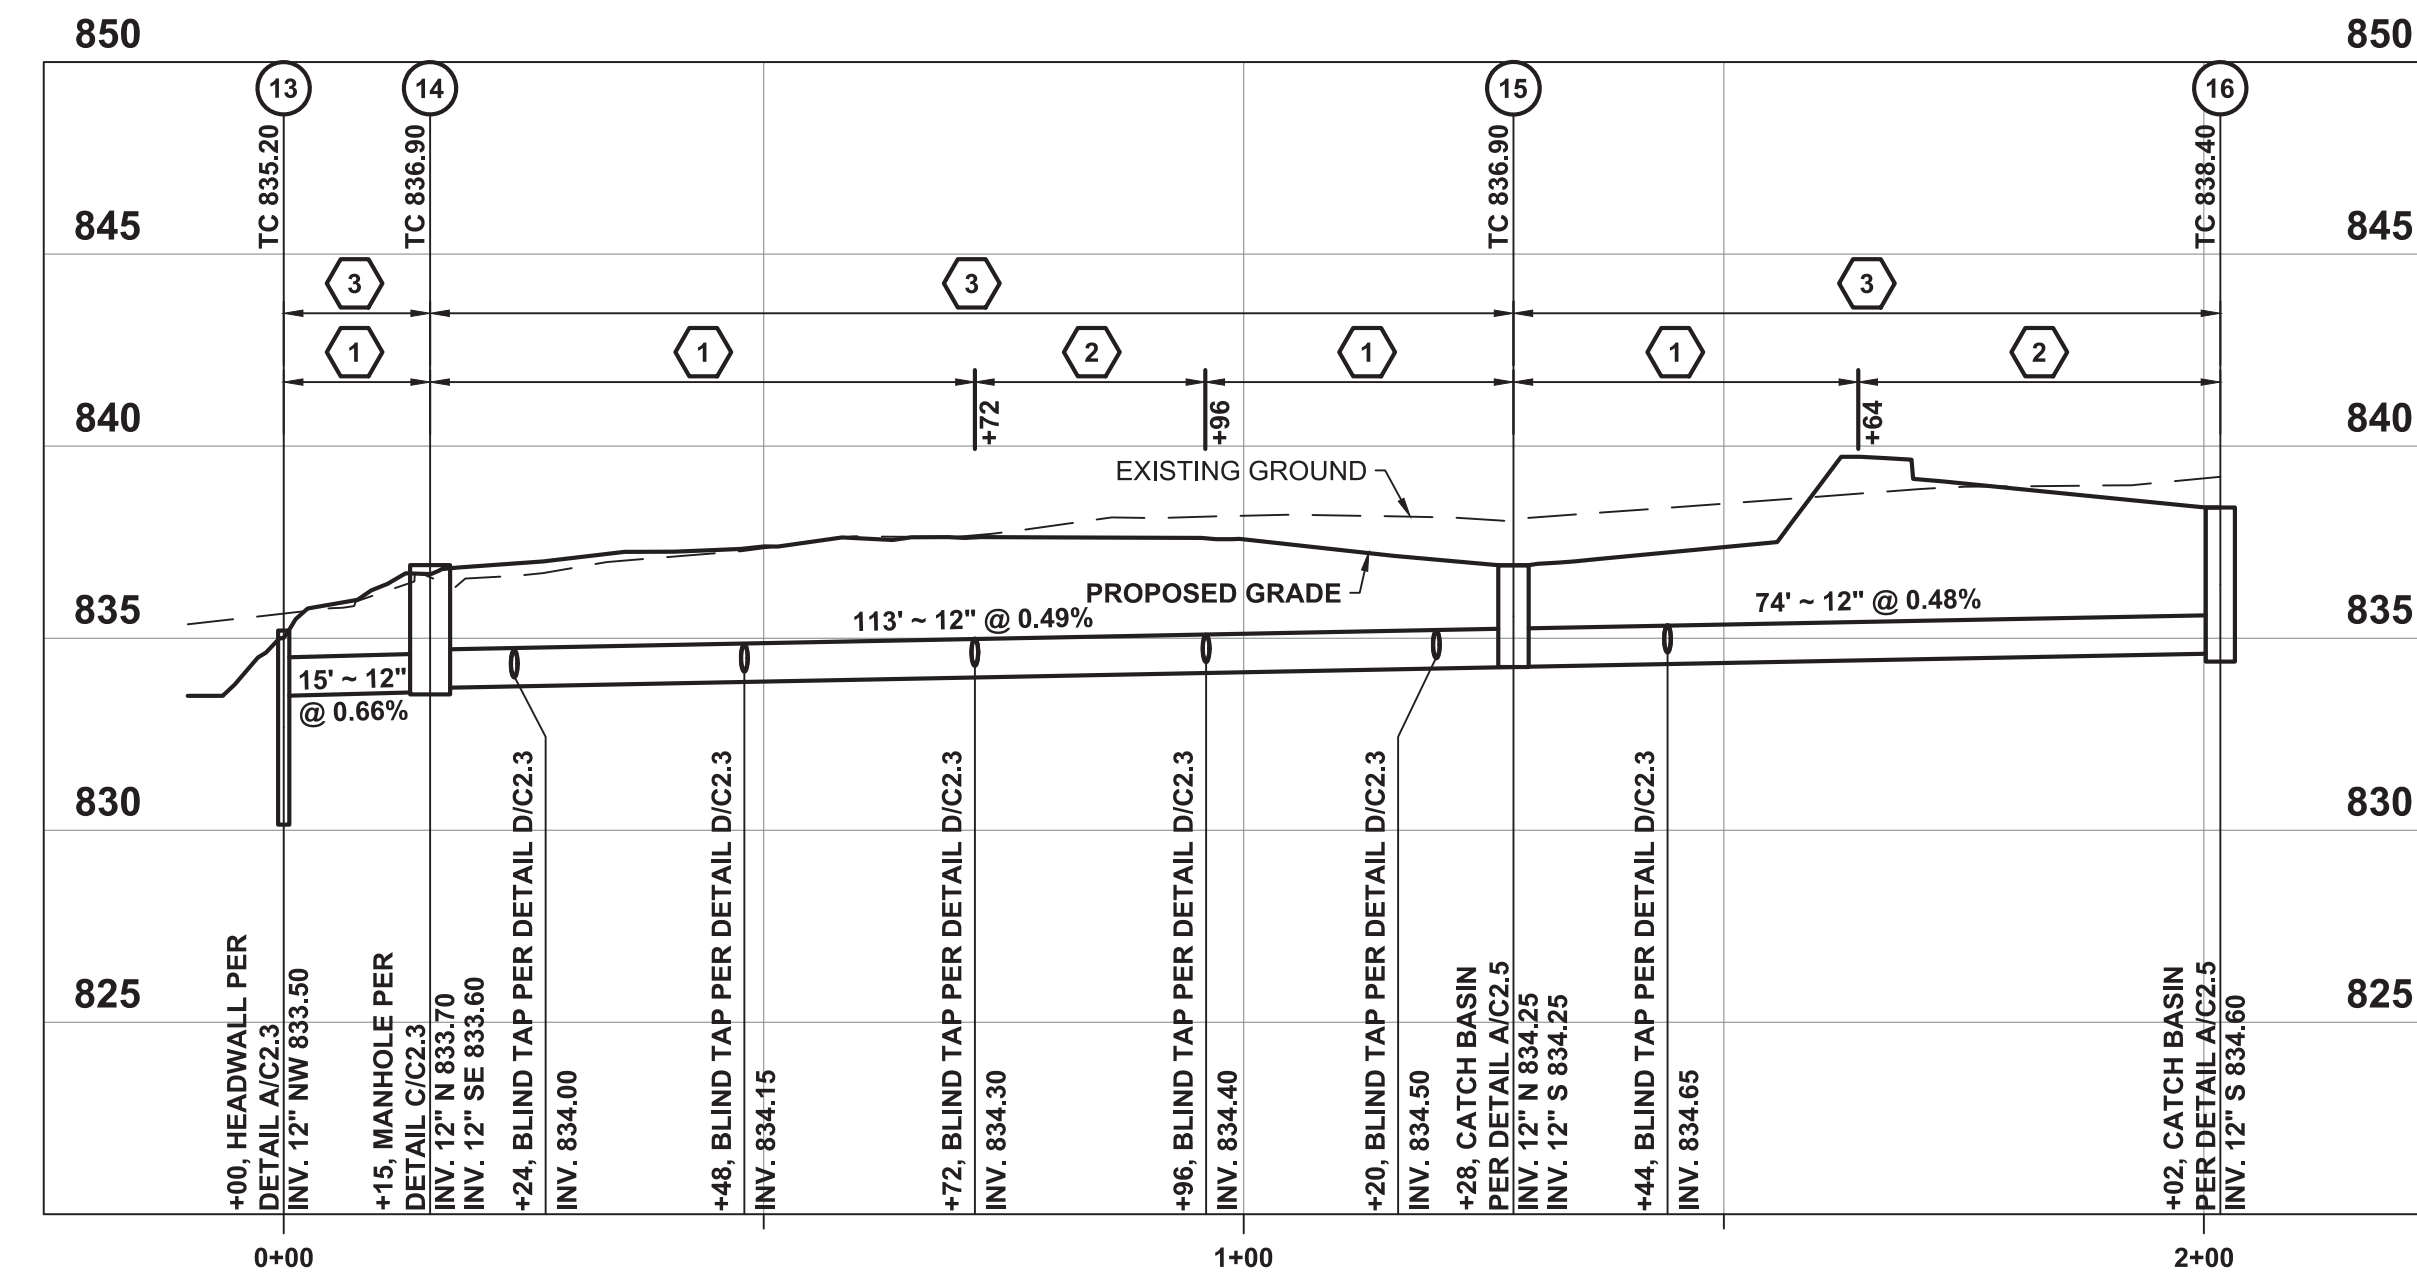 850
850
13
14
15
16
TC 835.20
TC 836.90
TC 836.90
TC 838.40
845
845
3
3
3
1
1
2
1
1
2
840
840
+72
+96
+64
EXISTING GROUND
PROPOSED GRADE
835
835
113' ~ 12" @ 0.49%
74' ~ 12" @ 0.48%
15' ~ 12"
@ 0.66%
830
830
825
825
+00, HEADWALL PER
DETAIL A/C2.3
INV. 12" NW 833.50
+15, MANHOLE PER
DETAIL C/C2.3
INV. 12" N 833.70
INV. 12" SE 833.60
+24, BLIND TAP PER DETAIL D/C2.3
INV. 834.00
+48, BLIND TAP PER DETAIL D/C2.3
INV. 834.15
+72, BLIND TAP PER DETAIL D/C2.3
INV. 834.30
+96, BLIND TAP PER DETAIL D/C2.3
INV. 834.40
+20, BLIND TAP PER DETAIL D/C2.3
INV. 834.50
+28, CATCH BASIN
PER DETAIL A/C2.5
INV. 12" N 834.25
INV. 12" S 834.25
+44, BLIND TAP PER DETAIL D/C2.3
INV. 834.65
+02, CATCH BASIN
PER DETAIL A/C2.5
INV. 12" S 834.60
0+00
1+00
2+00